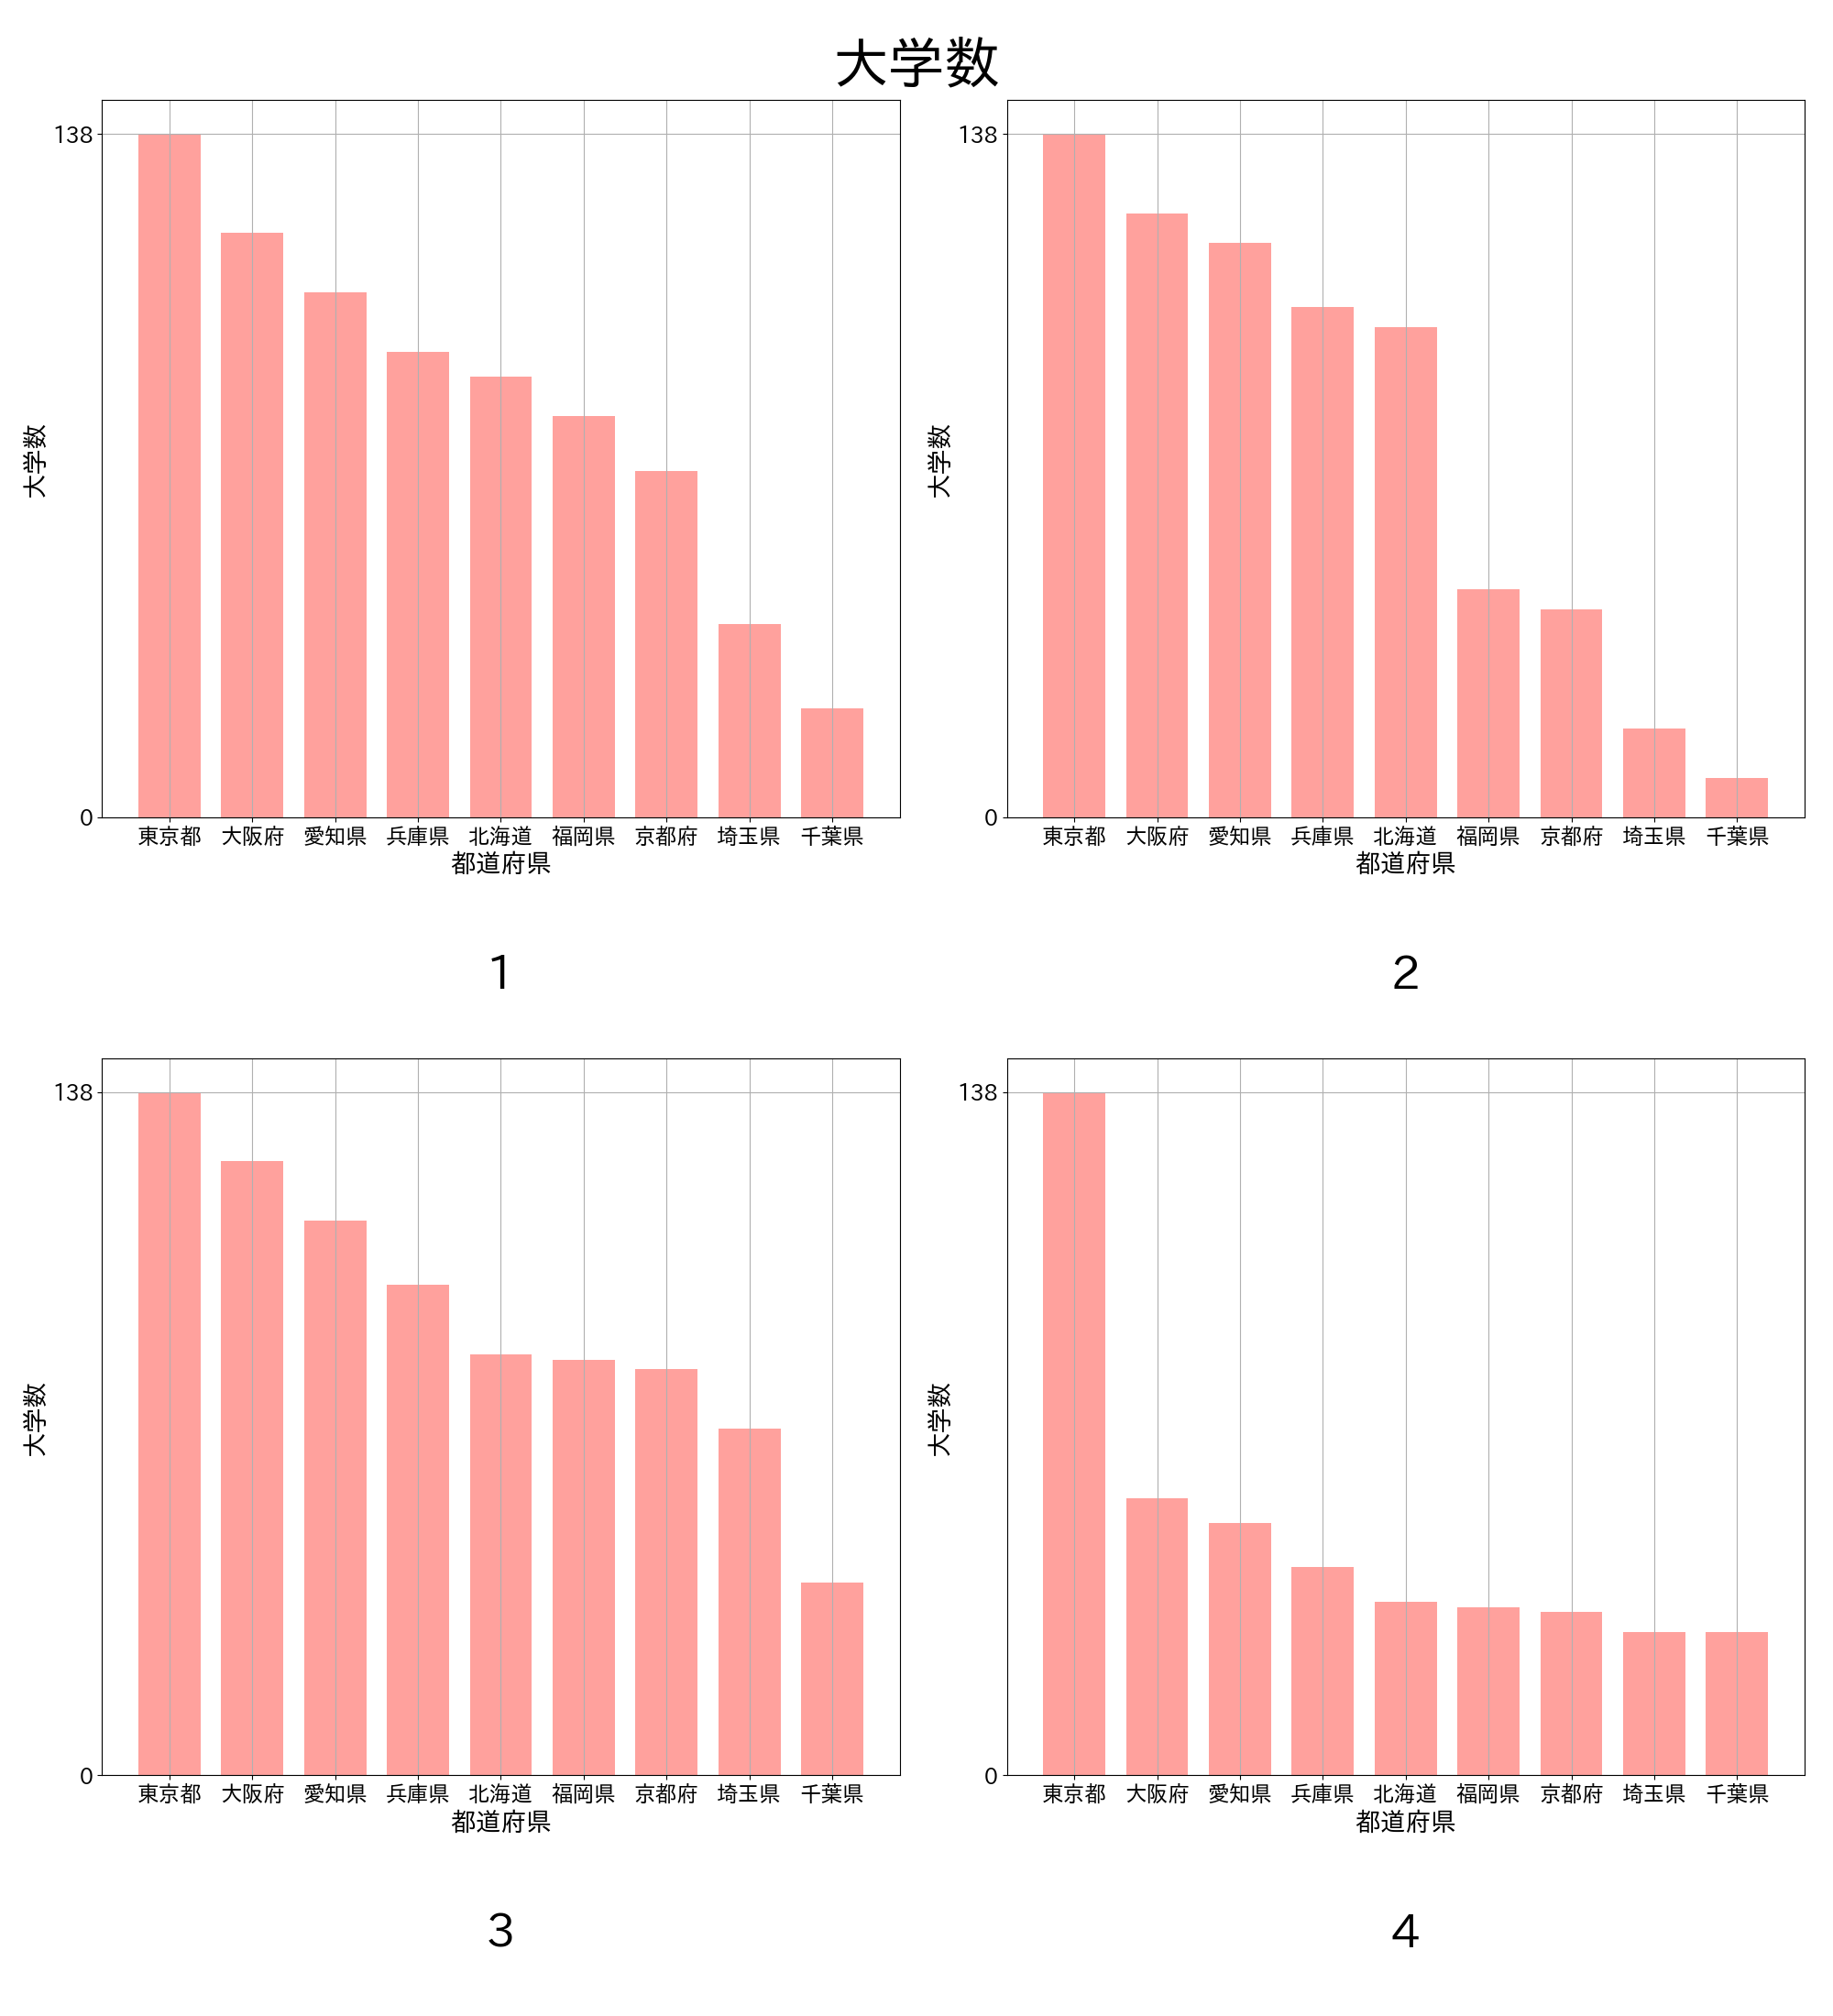 大学数
138
0
大学数
東京都 大阪府 愛知県 兵庫県 北海道 福岡県 京都府 埼玉県 千葉県
都道府県
1
138
0
大学数
東京都 大阪府 愛知県 兵庫県 北海道 福岡県 京都府 埼玉県 千葉県
都道府県
2
138
0
大学数
東京都 大阪府 愛知県 兵庫県 北海道 福岡県 京都府 埼玉県 千葉県
都道府県
3
138
0
大学数
東京都 大阪府 愛知県 兵庫県 北海道 福岡県 京都府 埼玉県 千葉県
都道府県
4